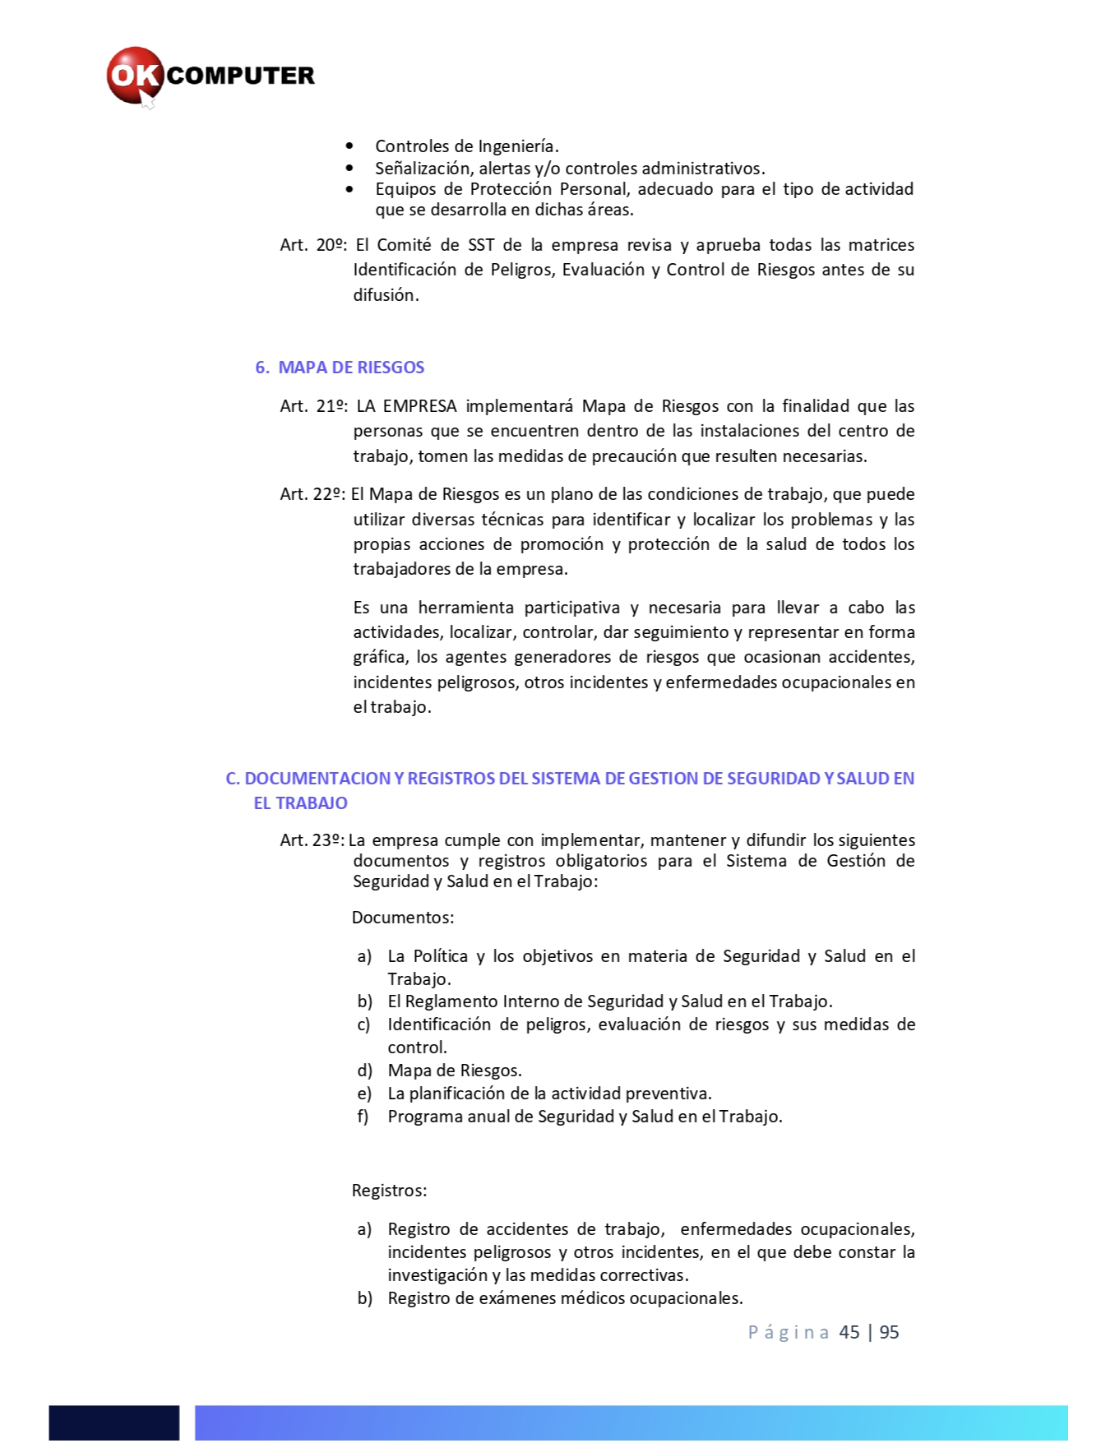 OK COMPUTER
• Controles de Ingeniería.
• Señalización, alertas y/o controles administrativos.
• Equipos de Protección Personal, adecuado para el tipo de actividad
que se desarrolla en dichas áreas.
Art. 20º: El Comité de SST de la empresa revisa y aprueba todas las matrices
Identificación de Peligros, Evaluación y Control de Riesgos antes de su
difusión.
6. MAPA DE RIESGOS
Art. 21º: LA EMPRESA implementará Mapa de Riesgos con la finalidad que las
personas que se encuentren dentro de las instalaciones del centro de
trabajo, tomen las medidas de precaución que resulten necesarias.
Art. 22º: El Mapa de Riesgos es un plano de las condiciones de trabajo, que puede
utilizar diversas técnicas para identificar y localizar los problemas y las
propias acciones de promoción y protección de la salud de todos los
trabajadores de la empresa.
Es una herramienta participativa y necesaria para llevar a cabo las
actividades, localizar, controlar, dar seguimiento y representar en forma
gráfica, los agentes generadores de riesgos que ocasionan accidentes,
incidentes peligrosos, otros incidentes y enfermedades ocupacionales en
el trabajo.
C. DOCUMENTACION Y REGISTROS DEL SISTEMA DE GESTION DE SEGURIDAD Y SALUD EN
EL TRABAJO
Art. 23º: La empresa cumple con implementar, mantener y difundir los siguientes
documentos y registros obligatorios para el Sistema de Gestión de
Seguridad y Salud en el Trabajo:
Documentos:
a) La Política y los objetivos en materia de Seguridad y Salud en el
Trabajo.
b) El Reglamento Interno de Seguridad y Salud en el Trabajo.
c) Identificación de peligros, evaluación de riesgos y sus medidas de
control.
d) Mapa de Riesgos.
e) La planificación de la actividad preventiva.
f) Programa anual de Seguridad y Salud en el Trabajo.
Registros:
a) Registro de accidentes de trabajo, enfermedades ocupacionales,
incidentes peligrosos y otros incidentes, en el que debe constar la
investigación y las medidas correctivas.
b) Registro de exámenes médicos ocupacionales.
Página 45 | 95